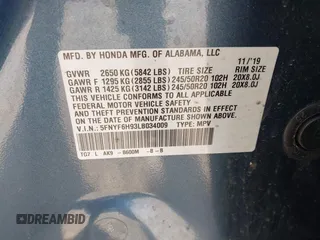 MFD. BY HONDA MFG. OF ALABAMA, LLC
11/'19
GVWR 2650 KG (5842 LBS) TIRE SIZE RIM SIZE
GAWR F 1295 KG (2855 LBS) 245/50R20 102H 20X8.0J
GAWR R 1425 KG (3142 LBS) 245/50R20 102H 20X8.0J
THIS VEHICLE CONFORMS TO ALL APPLICABLE
FEDERAL MOTOR VEHICLE SAFETY
AND THEFT PREVENTION STANDARDS IN EFFECT
ON THE DATE OF MANUFACTURE SHOWN ABOVE.
V.I.N.: 5FNYF6H93LB034009 TYPE: MPV
DREAMBID